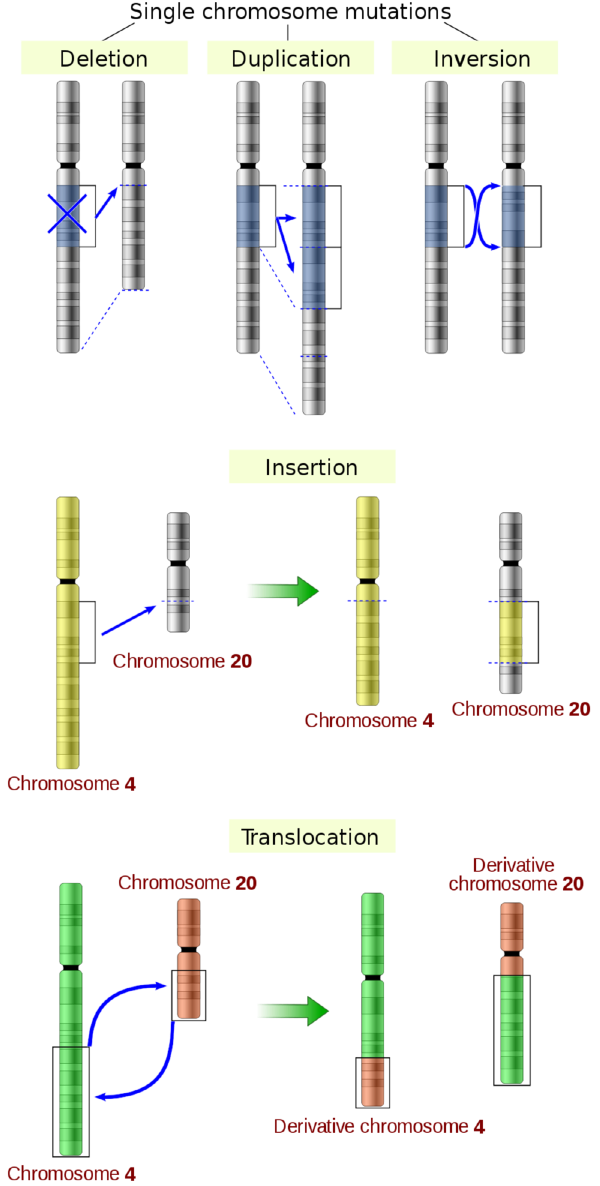 Single chromosome mutations
Deletion
Duplication
Inversion
Insertion
Chromosome 20
Chromosome 4
Chromosome 20
Chromosome 4
Translocation
Chromosome 20
Derivative
chromosome 20
Derivative chromosome 4
Chromosome 4